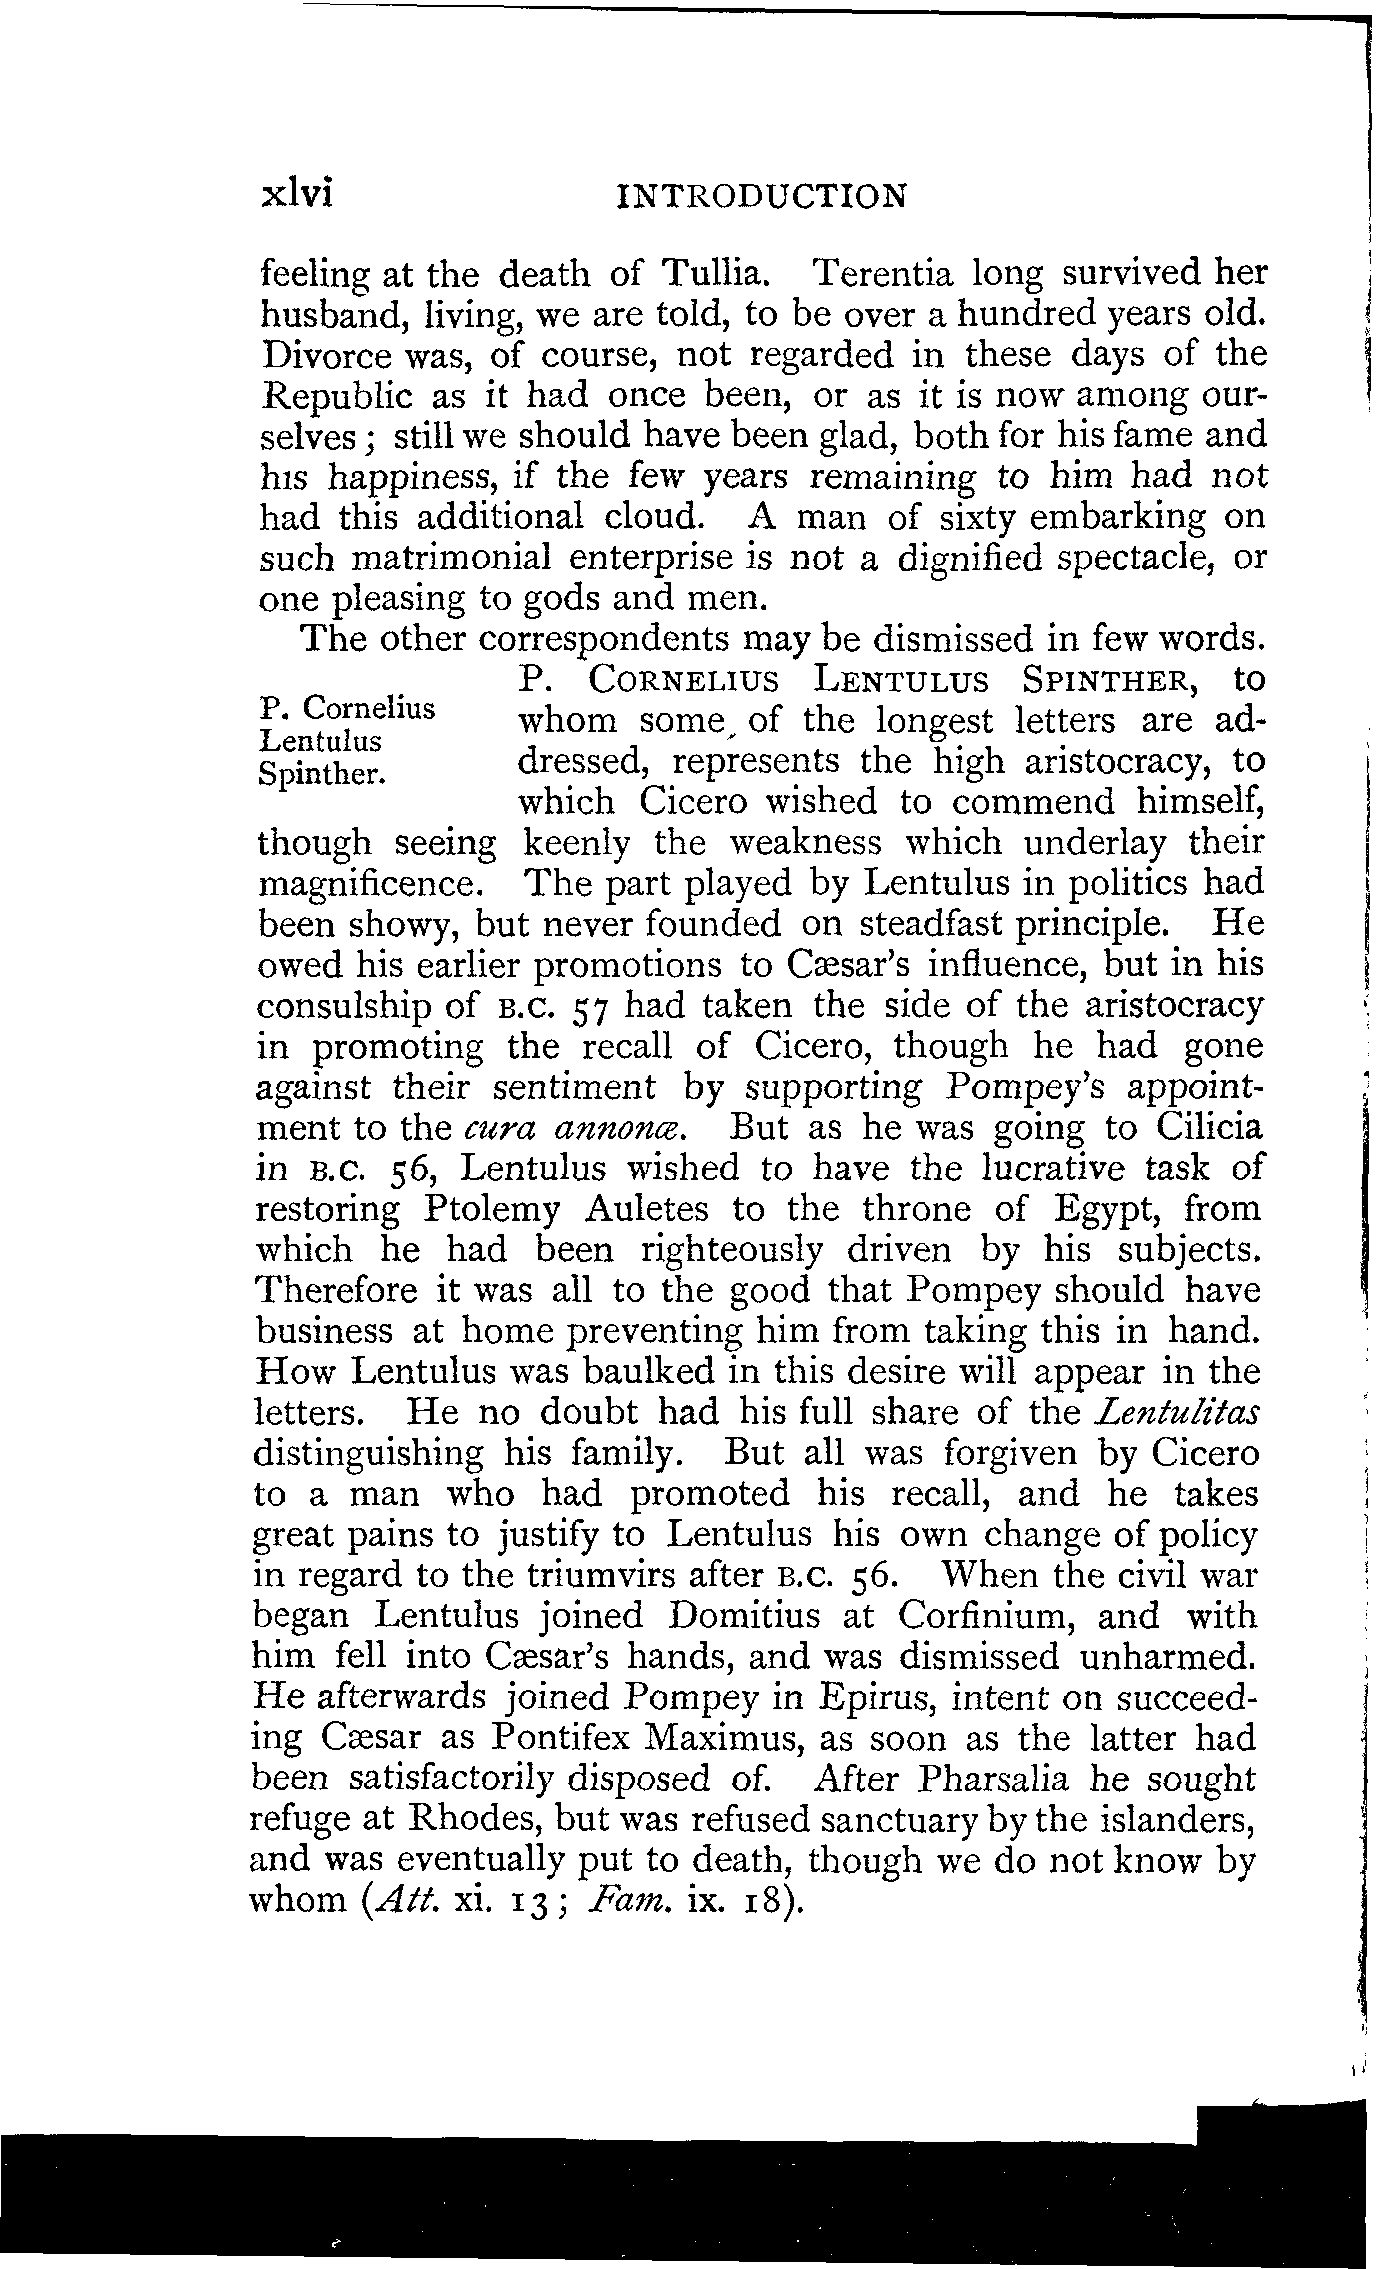 xlvi INTRODUCTION
feeling at the death of Tullia. Terentia long survived her
husband, living, we are told, to be over a hundred years old.
Divorce was, of course, not regarded in these days of the
Republic as it had once been, or as it is now among our-
selves; still we should have been glad, both for his fame and
his happiness, if the few years remaining to him had not
had this additional cloud. A man of sixty embarking on
such matrimonial enterprise is not a dignified spectacle, or
one pleasing to gods and men.
The other correspondents may be dismissed in few words.
P. Cornelius
Lentulus
Spinther.
P. CORNELIUS LENTULUS SPINTHER, to
whom some of the longest letters are ad-
dressed, represents the high aristocracy, to
which Cicero wished to commend himself,
though seeing keenly the weakness which underlay their
magnificence. The part played by Lentulus in politics had
been showy, but never founded on steadfast principle. He
owed his earlier promotions to Cæsar's influence, but in his
consulship of B.C. 57 had taken the side of the aristocracy
in promoting the recall of Cicero, though he had gone
against their sentiment by supporting Pompey's appoint-
ment to the cura annonæ. But as he was going to Cilicia
in B.C. 56, Lentulus wished to have the lucrative task of
restoring Ptolemy Auletes to the throne of Egypt, from
which he had been righteously driven by his subjects.
Therefore it was all to the good that Pompey should have
business at home preventing him from taking this in hand.
How Lentulus was baulked in this desire will appear in the
letters. He no doubt had his full share of the Lentulitas
distinguishing his family. But all was forgiven by Cicero
to a man who had promoted his recall, and he takes
great pains to justify to Lentulus his own change of policy
in regard to the triumvirs after B.C. 56. When the civil war
began Lentulus joined Domitius at Corfinium, and with
him fell into Cæsar's hands, and was dismissed unharmed.
He afterwards joined Pompey in Epirus, intent on succeed-
ing Cæsar as Pontifex Maximus, as soon as the latter had
been satisfactorily disposed of. After Pharsalia he sought
refuge at Rhodes, but was refused sanctuary by the islanders,
and was eventually put to death, though we do not know by
whom (Att. xi. 13; Fam. ix. 18).